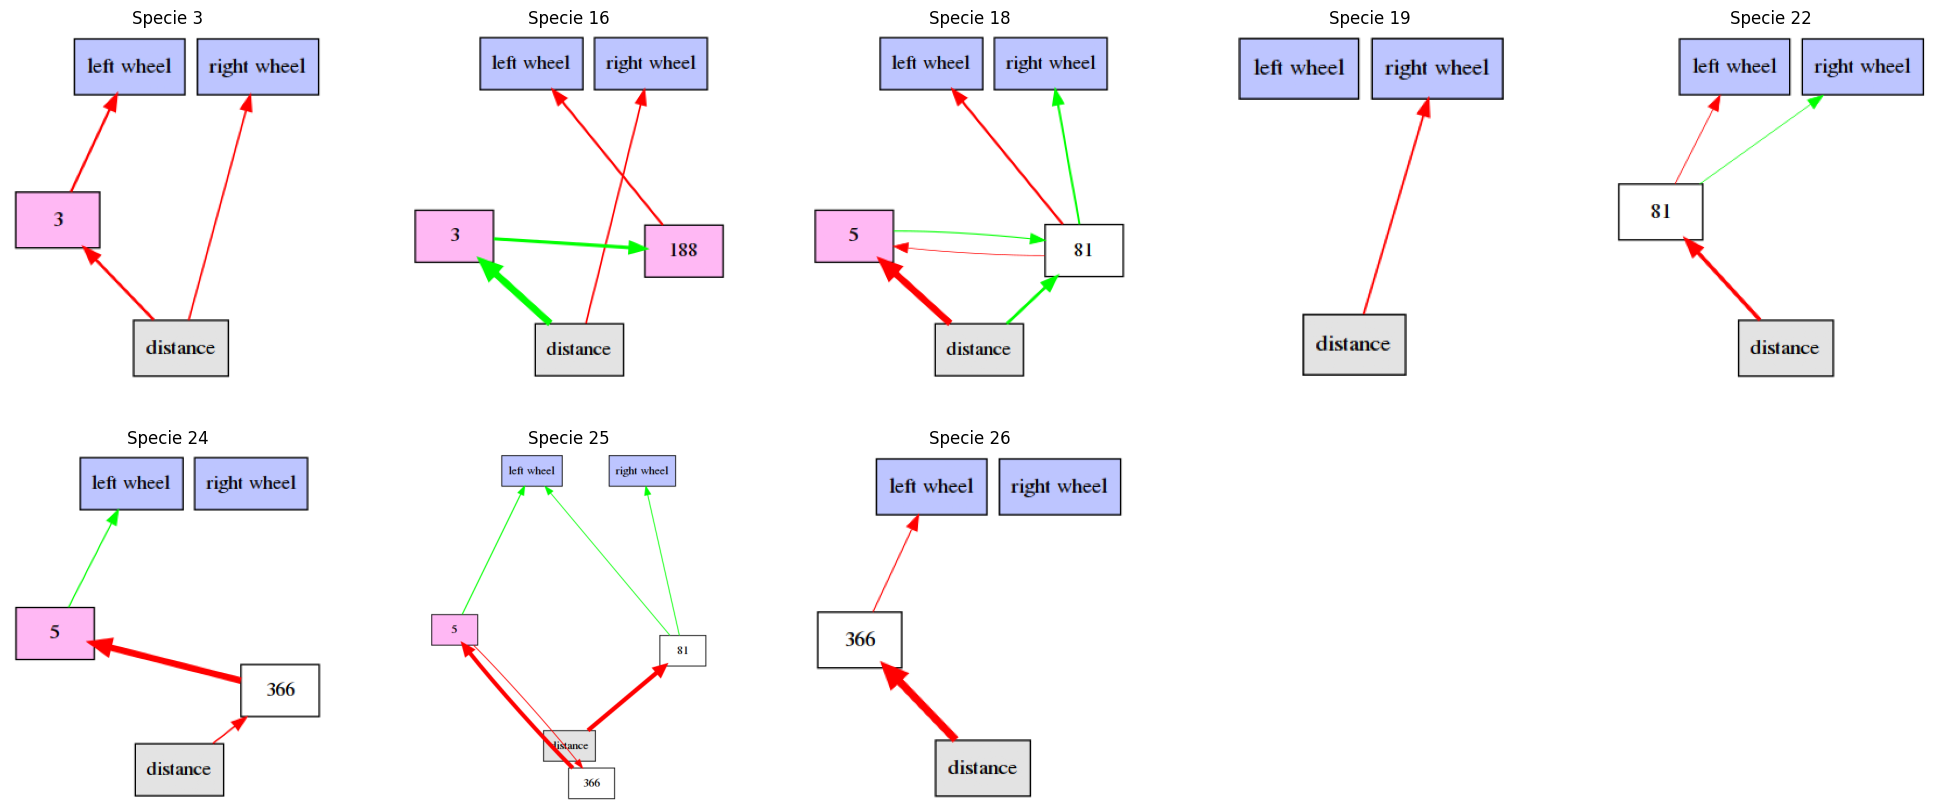 Specie 3
left wheel
right wheel
3
distance
Specie 16
left wheel
right wheel
3
188
distance
Specie 18
left wheel
right wheel
5
81
distance
Specie 19
left wheel
right wheel
distance
Specie 22
left wheel
right wheel
81
distance
Specie 24
left wheel
right wheel
5
366
distance
Specie 25
left wheel
right wheel
5
81
distance
366
Specie 26
left wheel
right wheel
366
distance